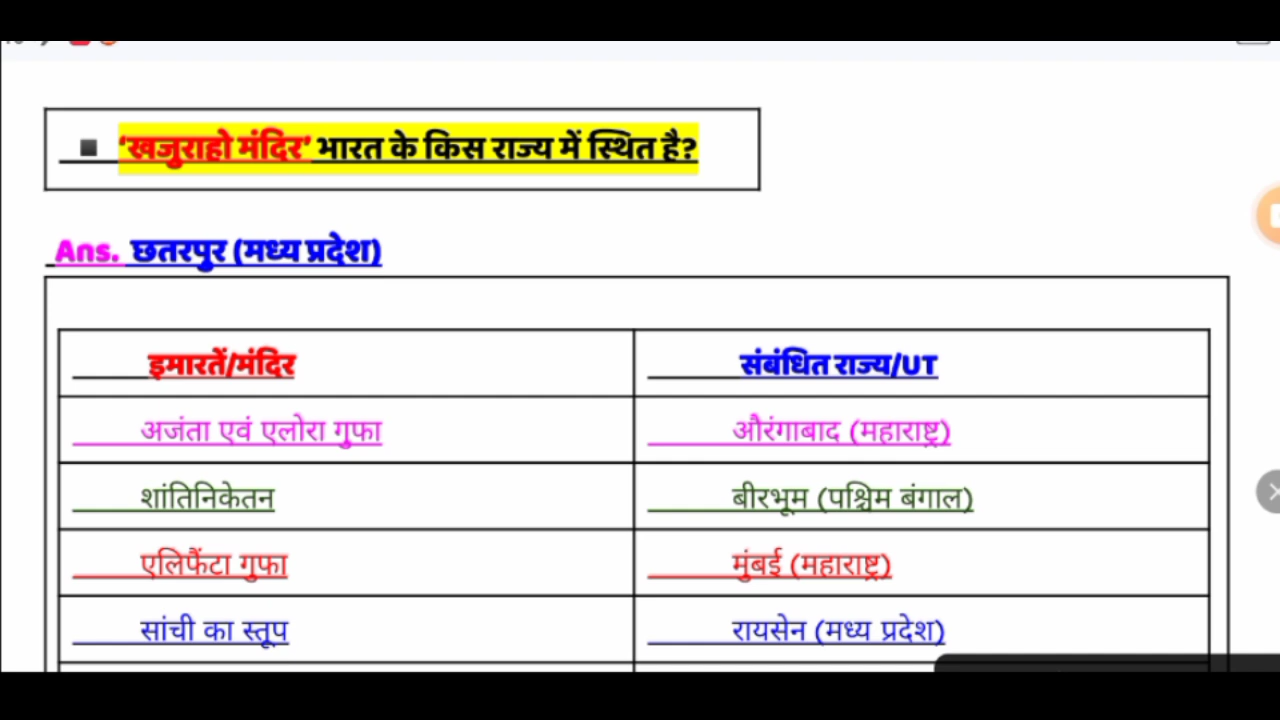 ▪ ‘खजुराहो मंदिर’ भारत के किस राज्य में स्थित है?
Ans. छतरपुर (मध्य प्रदेश)
इमारतें/मंदिर संबंधित राज्य/UT
अजंता एवं एलोरा गुफा औरंगाबाद (महाराष्ट्र)
शांतिनिकेतन बीरभूम (पश्चिम बंगाल)
एलिफैंटा गुफा मुंबई (महाराष्ट्र)
सांची का स्तूप रायसेन (मध्य प्रदेश)